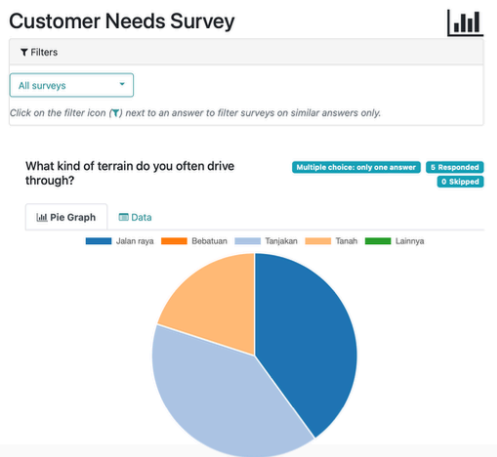 Customer Needs Survey
Filters
All surveys
Click on the filter icon () next to an answer to filter surveys on similar answers only.
What kind of terrain do you often drive
through?
Multiple choice: only one answer
5 Responded
0 Skipped
Pie Graph
Data
Jalan raya Bebatuan Tanjakan Tanah Lainnya